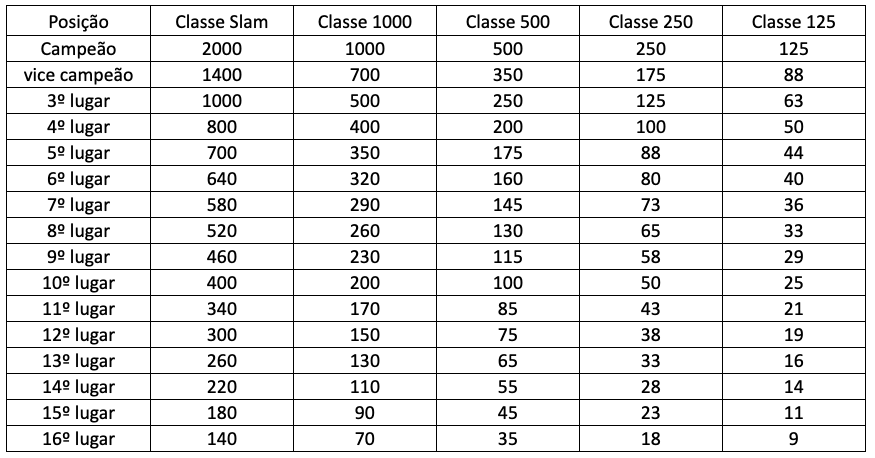 Posição Classe Slam Classe 1000 Classe 500 Classe 250 Classe 125
Campeão 2000 1000 500 250 125
vice campeão 1400 700 350 175 88
3º lugar 1000 500 250 125 63
4º lugar 800 400 200 100 50
5º lugar 700 350 175 88 44
6º lugar 640 320 160 80 40
7º lugar 580 290 145 73 36
8º lugar 520 260 130 65 33
9º lugar 460 230 115 58 29
10º lugar 400 200 100 50 25
11º lugar 340 170 85 43 21
12º lugar 300 150 75 38 19
13º lugar 260 130 65 33 16
14º lugar 220 110 55 28 14
15º lugar 180 90 45 23 11
16º lugar 140 70 35 18 9